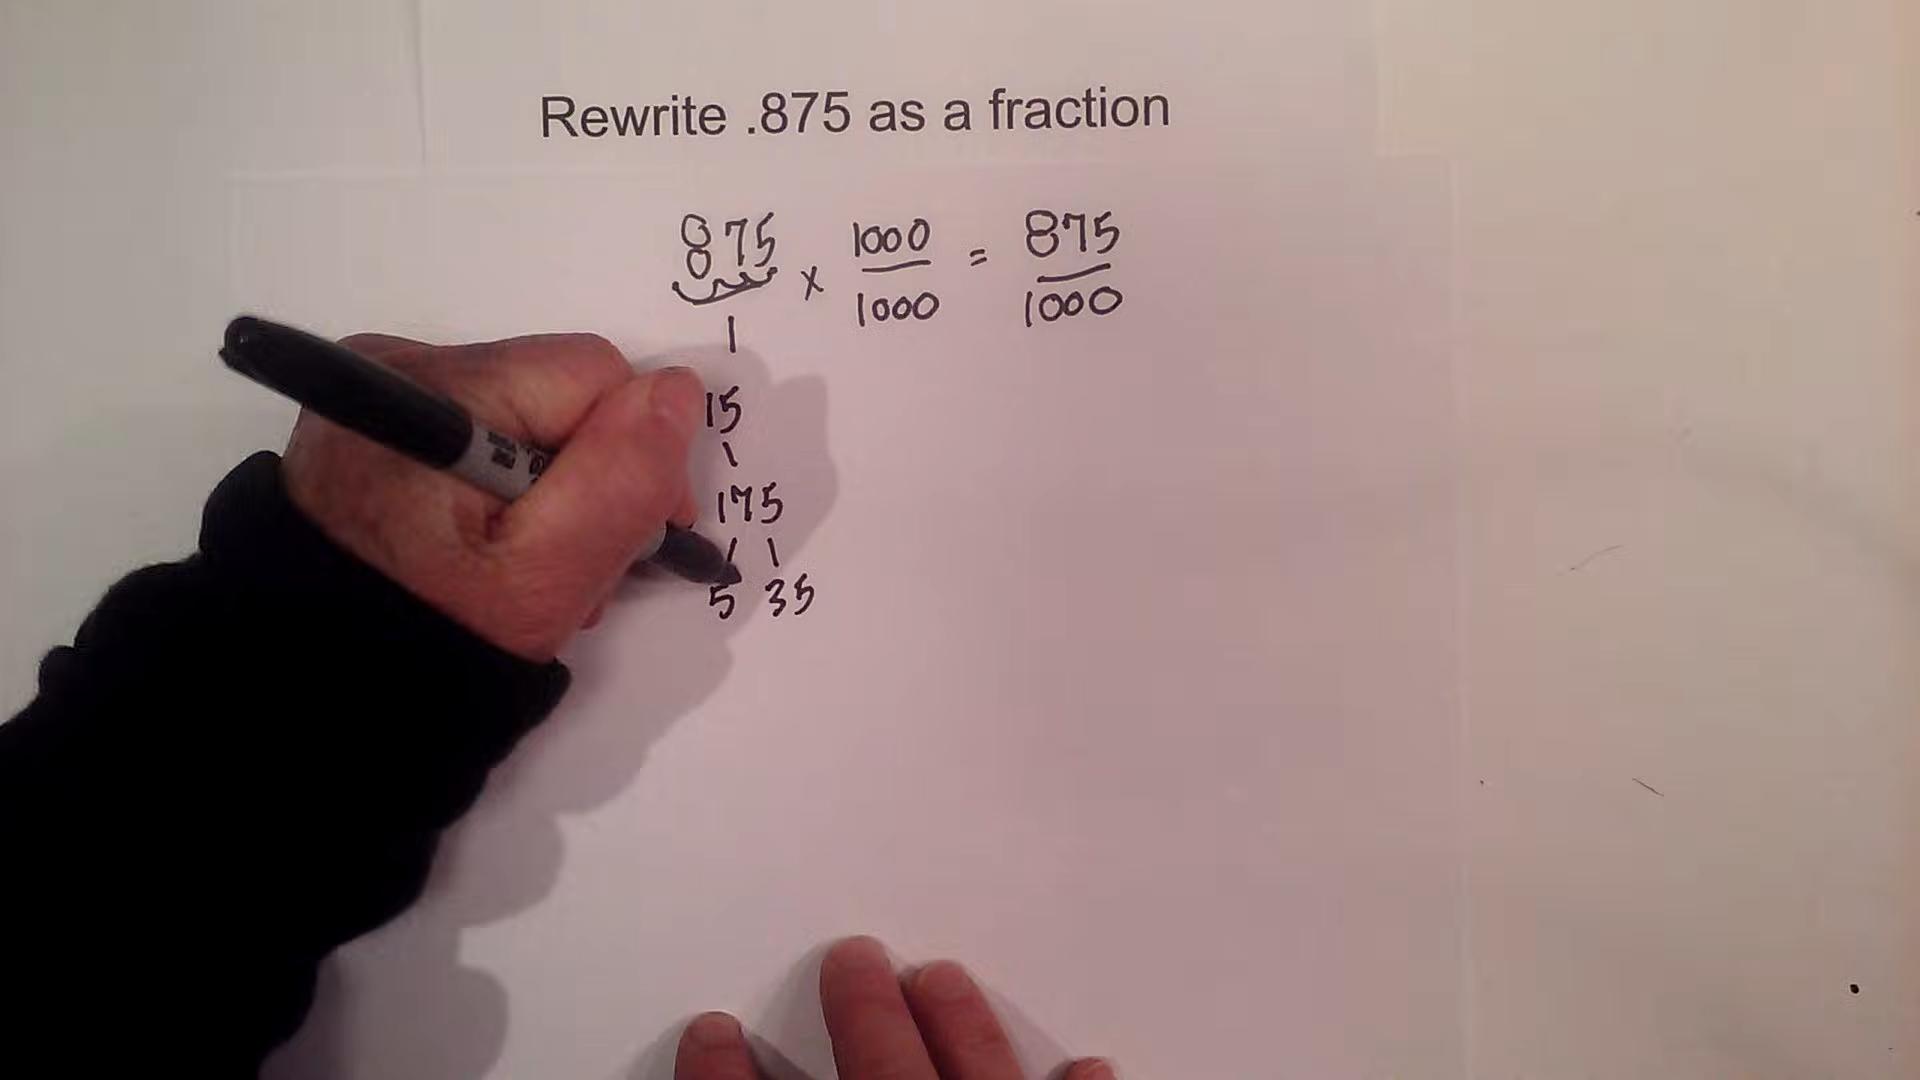 Rewrite .875 as a fraction
875 x 1000/1000 = 875/1000
1
15
175
5 35